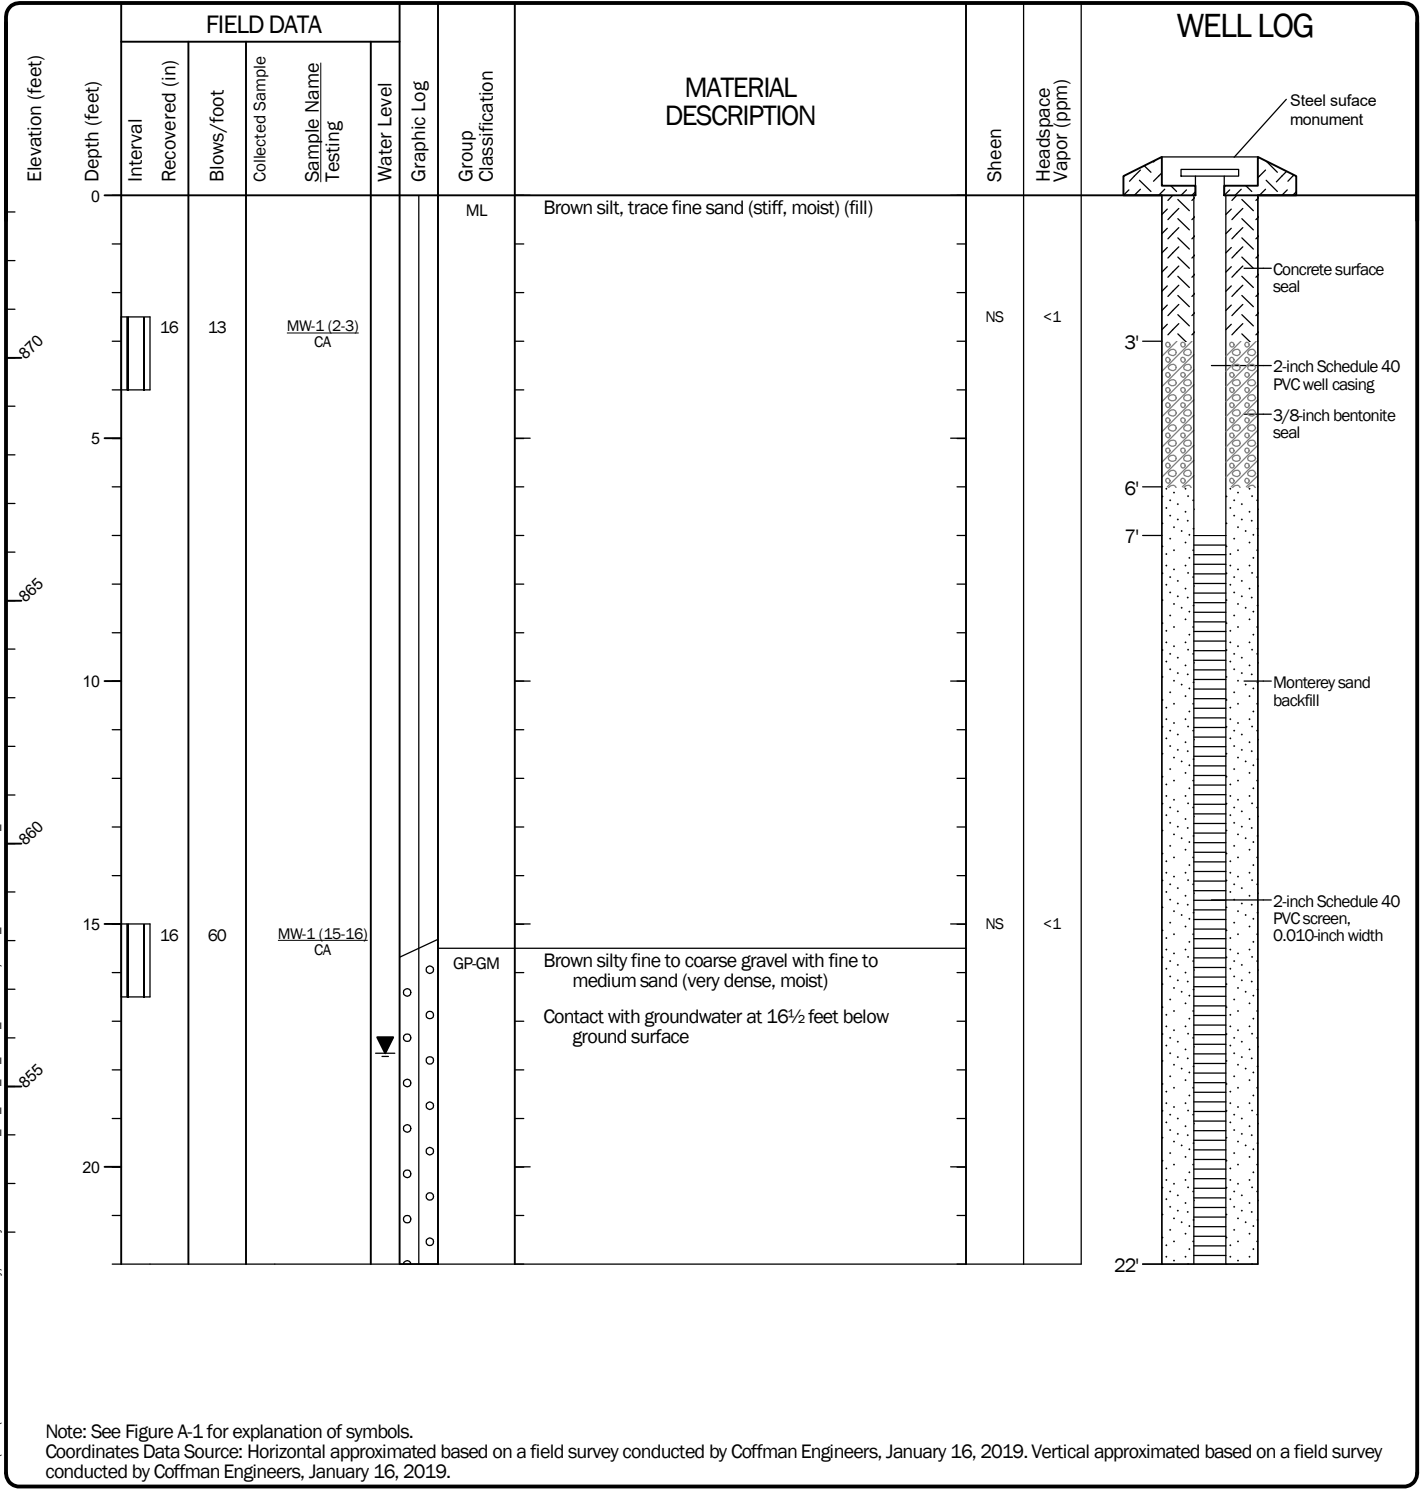 FIELD DATA
WELL LOG
Elevation (feet)
Depth (feet)
Interval
Recovered (in)
Blows/foot
Collected Sample
Sample Name
Testing
Water Level
Graphic Log
Group
Classification
MATERIAL
DESCRIPTION
Sheen
Headspace
Vapor (ppm)
Steel suface
monument
0
ML
Brown silt, trace fine sand (stiff, moist) (fill)
Concrete surface
seal
16
13
MW-1 (2-3)
CA
NS
<1
870
3'
2-inch Schedule 40
PVC well casing
3/8-inch bentonite
seal
5
6'
7'
865
10
Monterey sand
backfill
860
2-inch Schedule 40
PVC screen,
0.010-inch width
15
16
60
MW-1 (15-16)
CA
NS
<1
GP-GM
Brown silty fine to coarse gravel with fine to
medium sand (very dense, moist)
Contact with groundwater at 16½ feet below
ground surface
855
20
22'
Note: See Figure A-1 for explanation of symbols.
Coordinates Data Source: Horizontal approximated based on a field survey conducted by Coffman Engineers, January 16, 2019. Vertical approximated based on a field survey
conducted by Coffman Engineers, January 16, 2019.